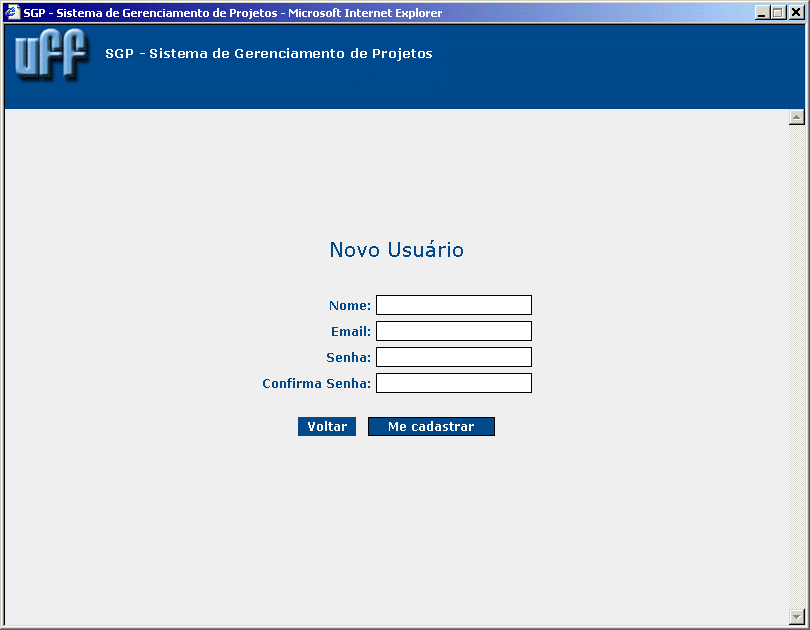 SGP - Sistema de Gerenciamento de Projetos - Microsoft Internet Explorer
uff
SGP - Sistema de Gerenciamento de Projetos
Novo Usuário
Nome:
Email:
Senha:
Confirma Senha:
Voltar Me cadastrar